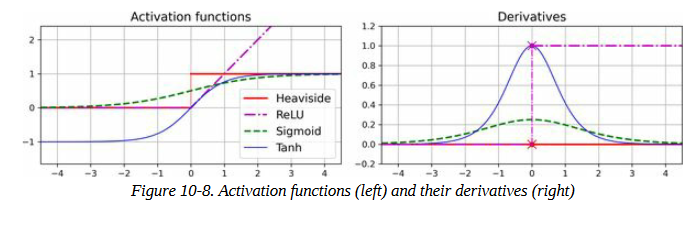 Activation functions
Derivatives
2
1
0
−1
−4 −3 −2 −1 0 1 2 3 4
Heaviside
ReLU
Sigmoid
Tanh
1.2
1.0
0.8
0.6
0.4
0.2
0.0
−0.2
−4 −3 −2 −1 0 1 2 3 4
Figure 10-8. Activation functions (left) and their derivatives (right)